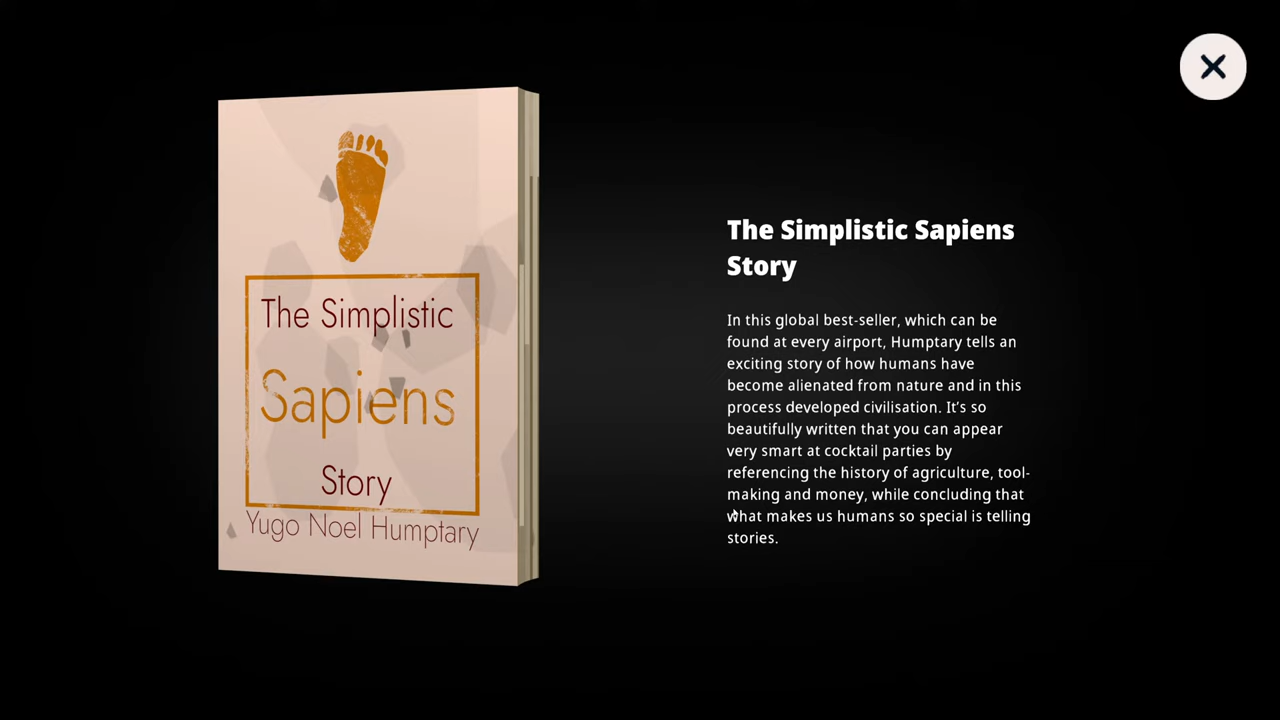 The Simplistic
Sapiens
Story
Yugo Noel Humptary
The Simplistic Sapiens
Story
In this global best-seller, which can be
found at every airport, Humptary tells an
exciting story of how humans have
become alienated from nature and in this
process developed civilisation. It’s so
beautifully written that you can appear
very smart at cocktail parties by
referencing the history of agriculture, tool-
making and money, while concluding that
what makes us humans so special is telling
stories.